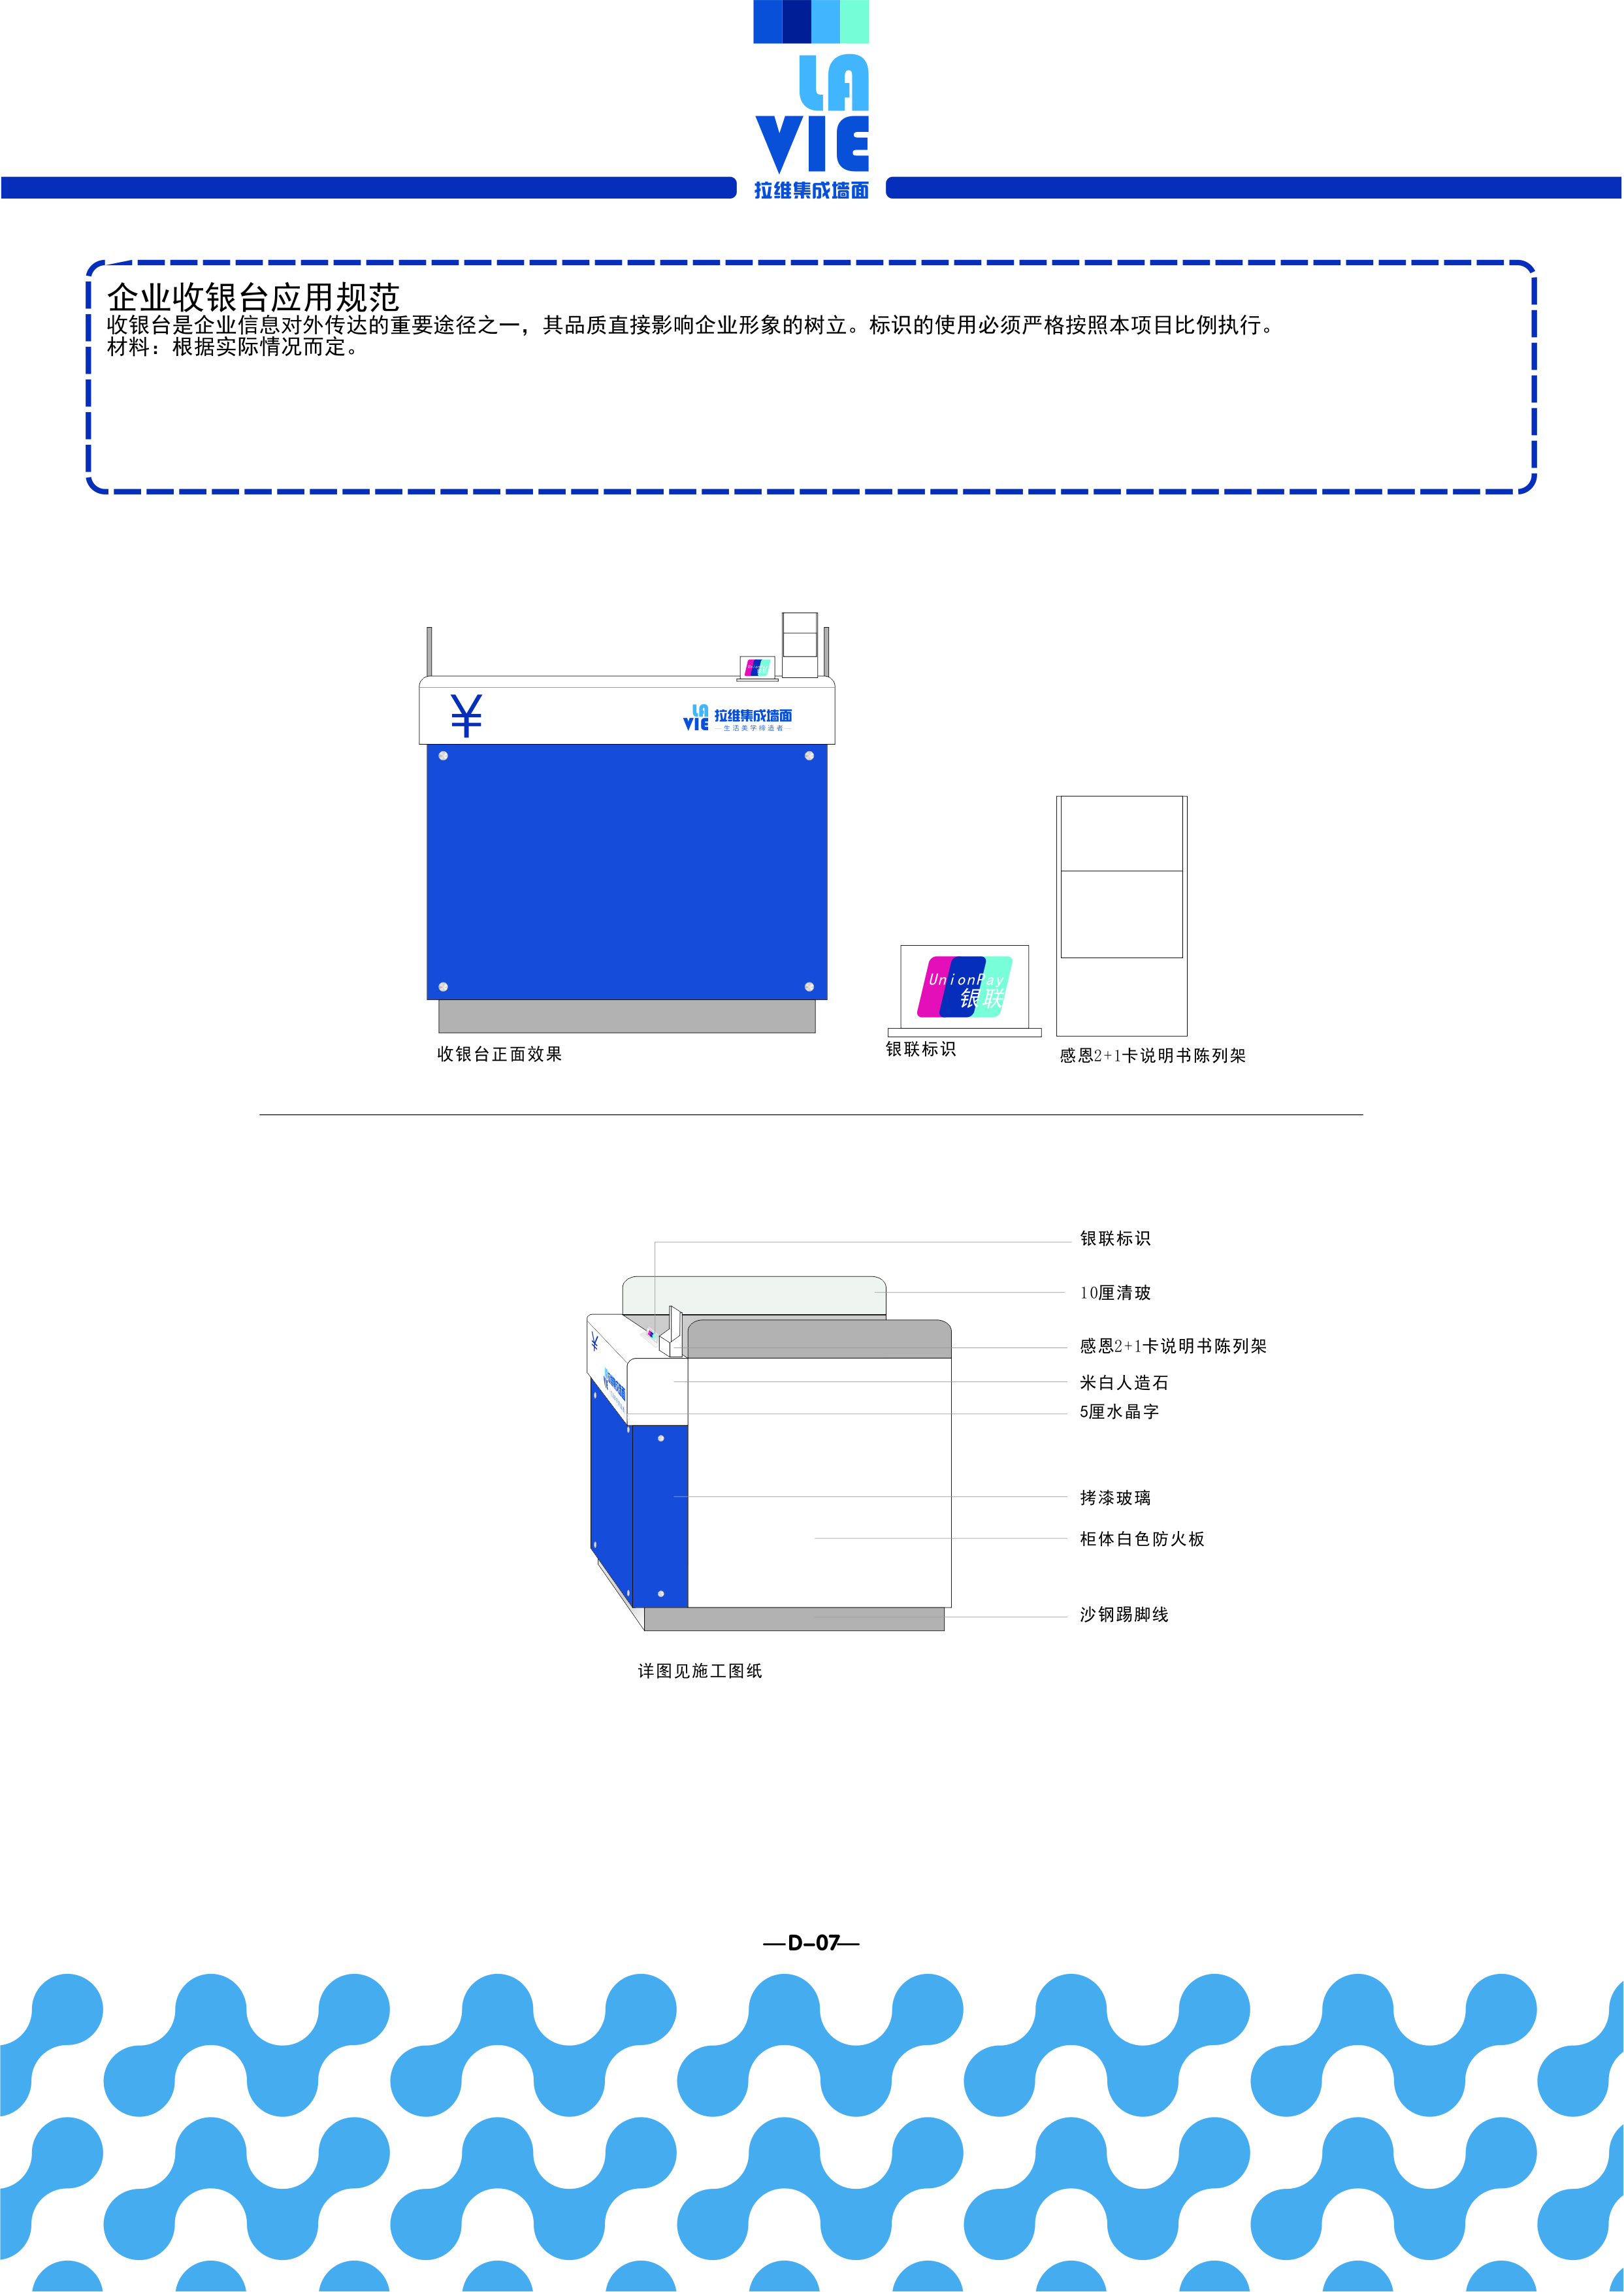 LA
VIE
拉维集成墙面
企业收银台应用规范
收银台是企业信息对外传达的重要途径之一，其品质直接影响企业形象的树立。标识的使用必须严格按照本项目比例执行。
材料：根据实际情况而定。
¥
LA
VIE
拉维集成墙面
—生活美学缔造者—
UnionPay
银联
收银台正面效果
银联标识
感恩2+1卡说明书陈列架
银联标识
10厘清玻
感恩2+1卡说明书陈列架
¥
米白人造石
拉维集成墙面
VIE
5厘水晶字
拷漆玻璃
柜体白色防火板
沙钢踢脚线
详图见施工图纸
—D-07—